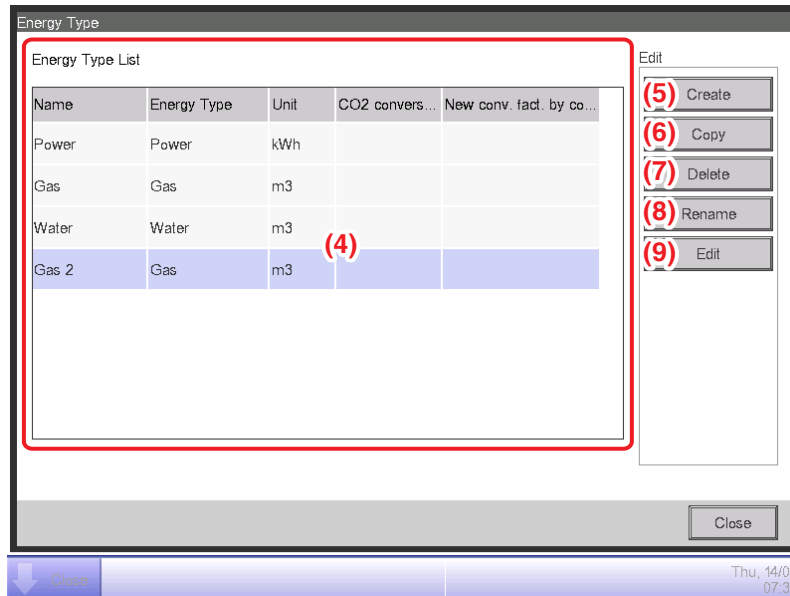 Energy Type
Energy Type List
Edit
Name Energy Type Unit CO2 convers... New conv. fact. by co...
Power Power kWh
Gas Gas m3
Water Water m3
(4)
Gas 2 Gas m3
(5) Create
(6) Copy
(7) Delete
(8) Rename
(9) Edit
Close
Close
Thu, 14/0
07:3